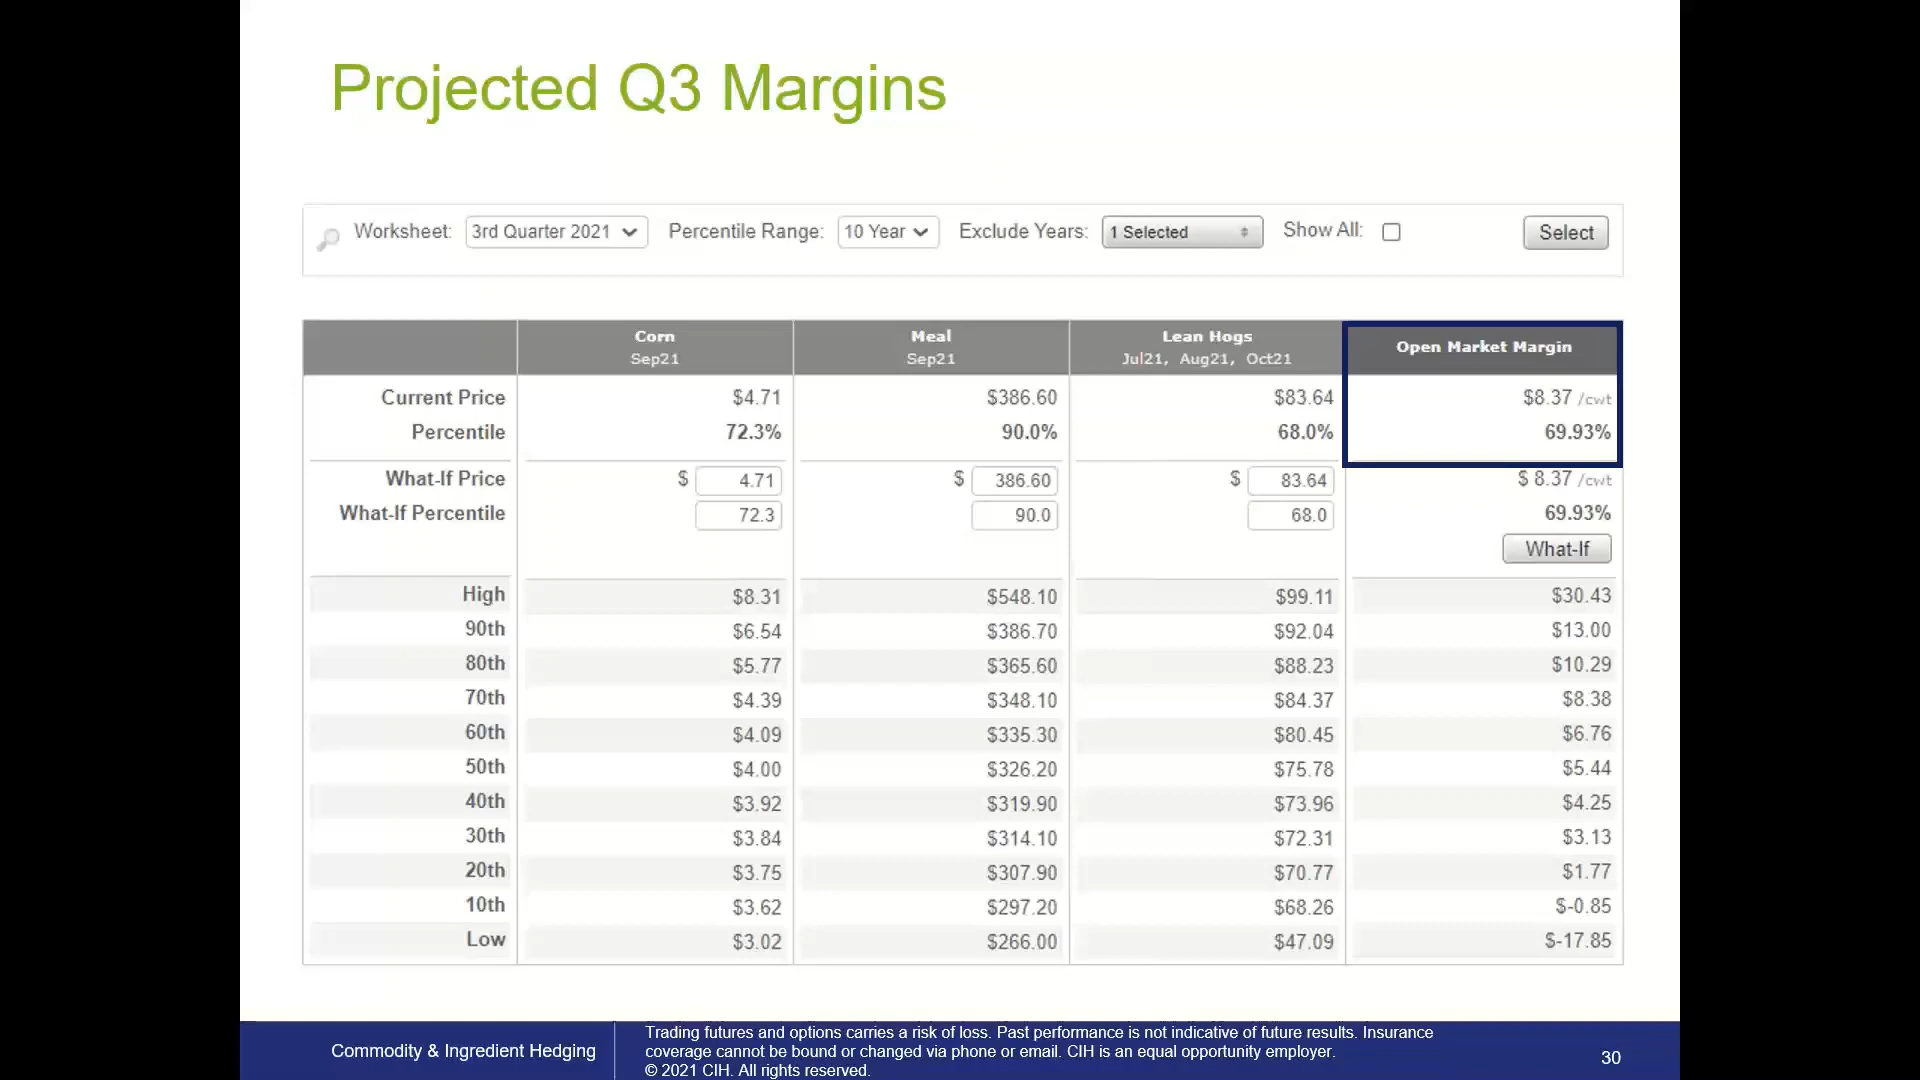 Projected Q3 Margins
Worksheet: 3rd Quarter 2021 Percentile Range: 10 Year Exclude Years: 1 Selected Show All: Select
Corn Meal Lean Hogs Open Market Margin
Sep21 Sep21 Jul21, Aug21, Oct21
Current Price $4.71 $386.60 $83.64 $8.37 /cwt
Percentile 72.3% 90.0% 68.0% 69.93%
What-If Price $ 4.71 $ 386.60 $ 83.64 $ 8.37 /cwt
What-If Percentile 72.3 90.0 68.0 69.93%
What-If
High $8.31 $548.10 $99.11 $30.43
90th $6.54 $386.70 $92.04 $13.00
80th $5.77 $365.60 $88.23 $10.29
70th $4.39 $348.10 $84.37 $8.38
60th $4.09 $335.30 $80.45 $6.76
50th $4.00 $326.20 $75.78 $5.44
40th $3.92 $319.90 $73.96 $4.25
30th $3.84 $314.10 $72.31 $3.13
20th $3.75 $307.90 $70.77 $1.77
10th $3.62 $297.20 $68.26 $-0.85
Low $3.02 $266.00 $47.09 $-17.85
Commodity & Ingredient Hedging
Trading futures and options carries a risk of loss. Past performance is not indicative of future results. Insurance
coverage cannot be bound or changed via phone or email. CIH is an equal opportunity employer.
© 2021 CIH. All rights reserved.
30